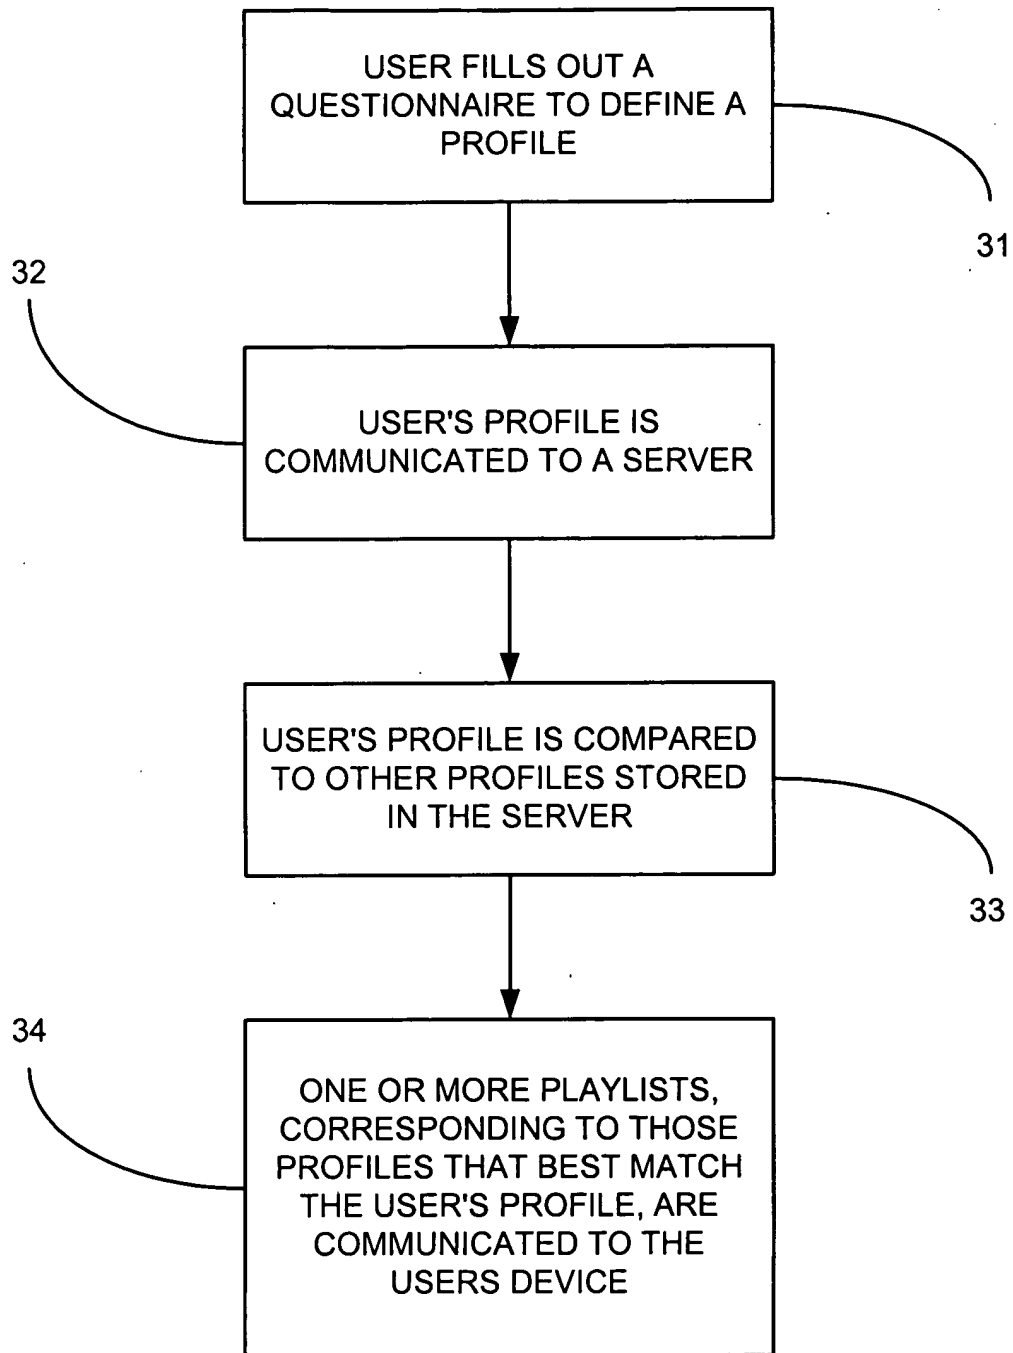 USER FILLS OUT A
QUESTIONNAIRE TO DEFINE A
PROFILE
31
32
USER'S PROFILE IS
COMMUNICATED TO A SERVER
USER'S PROFILE IS COMPARED
TO OTHER PROFILES STORED
IN THE SERVER
33
34
ONE OR MORE PLAYLISTS,
CORRESPONDING TO THOSE
PROFILES THAT BEST MATCH
THE USER'S PROFILE, ARE
COMMUNICATED TO THE
USERS DEVICE